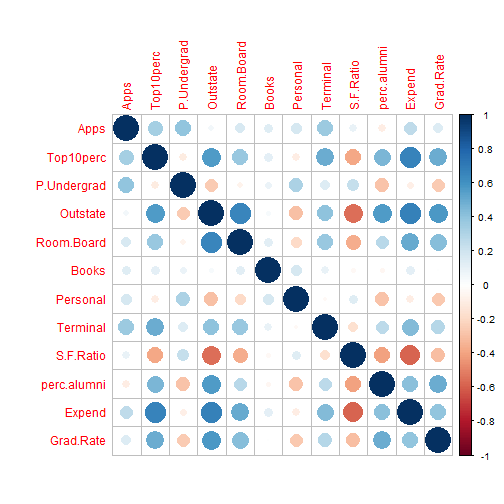 Apps
Top10perc
P.Undergrad
Outstate
Room.Board
Books
Personal
Terminal
S.F.Ratio
perc.alumni
Expend
Grad.Rate
Apps
Top10perc
P.Undergrad
Outstate
Room.Board
Books
Personal
Terminal
S.F.Ratio
perc.alumni
Expend
Grad.Rate
1
0.8
0.6
0.4
0.2
0
-0.2
-0.4
-0.6
-0.8
-1